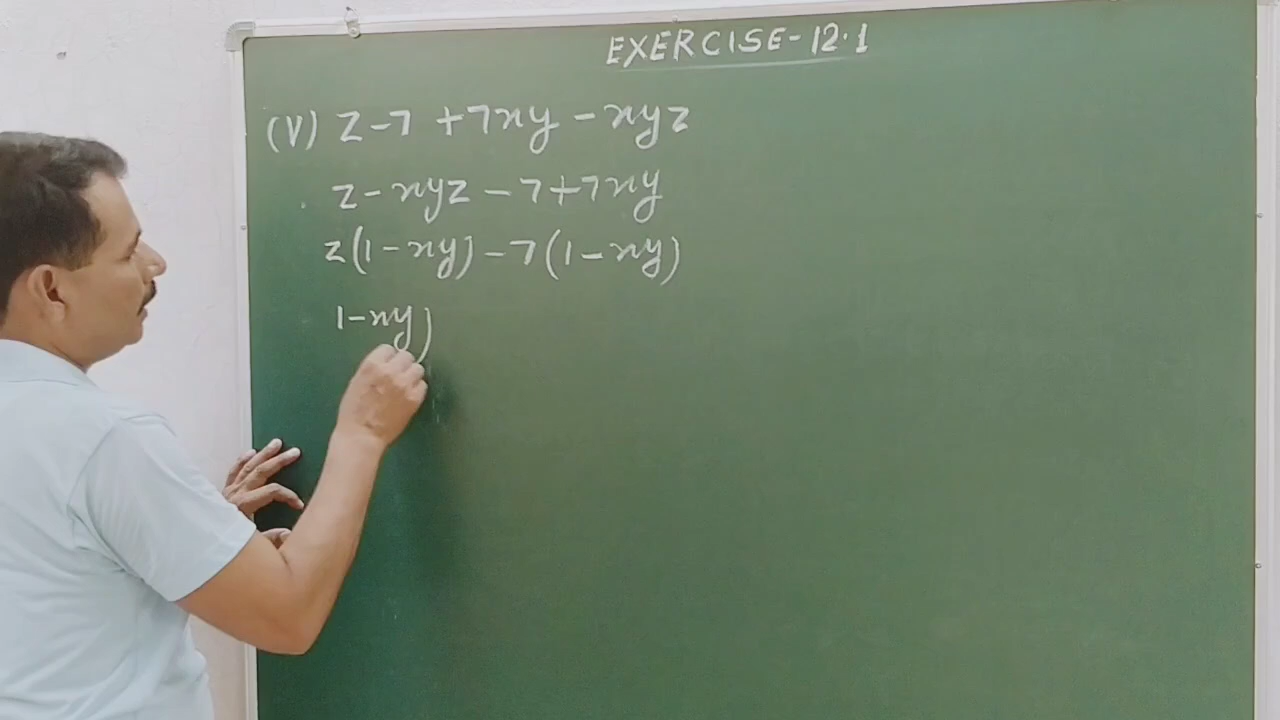 EXERCISE-12.1
(V) z-7+7xy-xyz
z-xyz-7+7xy
z(1-xy)-7(1-xy)
1-xy)